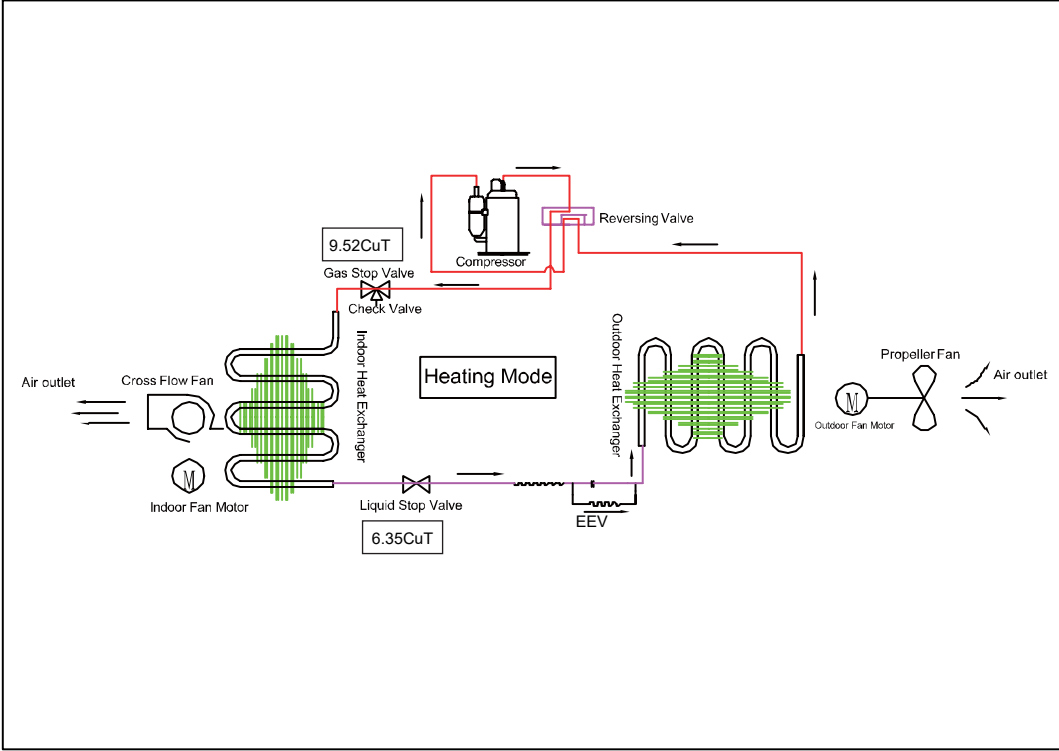 Reversing Valve
9.52CuT
Compressor
Gas Stop Valve
Check Valve
Indoor Heat Exchanger
Outdoor Heat Exchanger
Heating Mode
Propeller Fan
Air outlet
Cross Flow Fan
Air outlet
M
Outdoor Fan Motor
M
Indoor Fan Motor
Liquid Stop Valve
EEV
6.35CuT